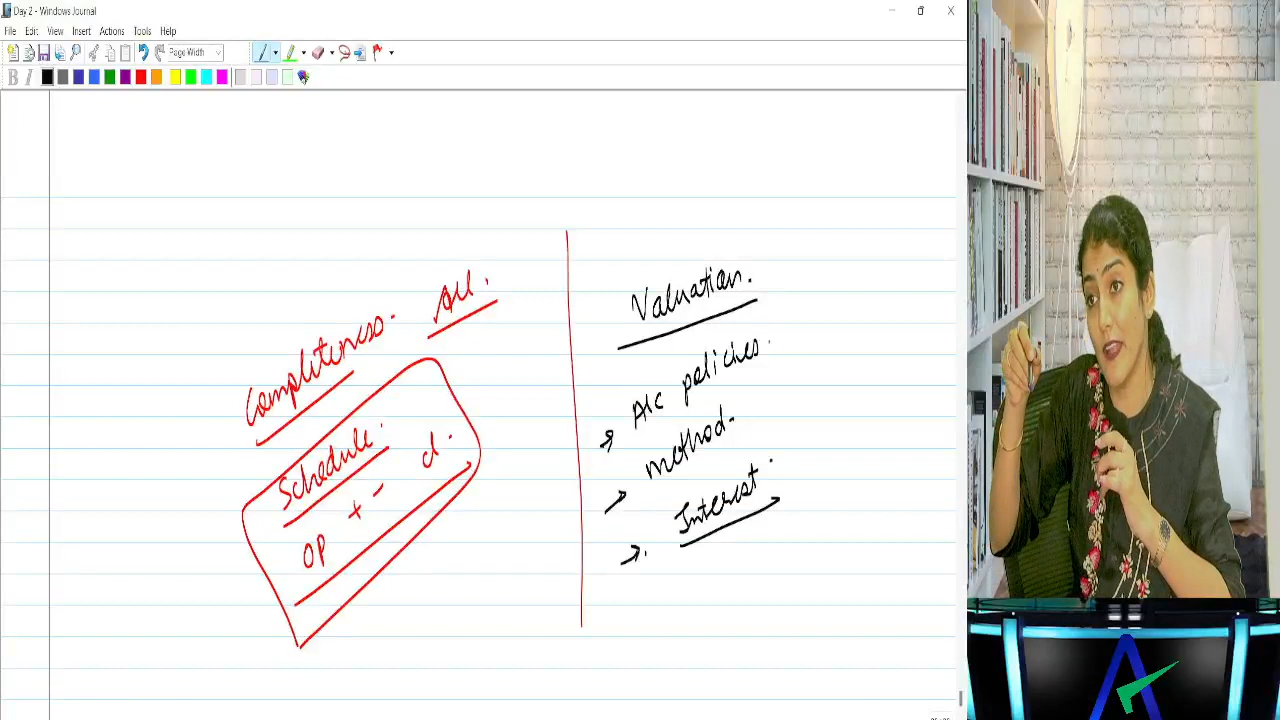 Day 2 - Windows Journal
File Edit View Insert Actions Tools Help
Page Width
B I
Completeness. All.
Schedule.
OP + - cl.
Valuation.
→ A/c policies.
→ method.
→ Interest.